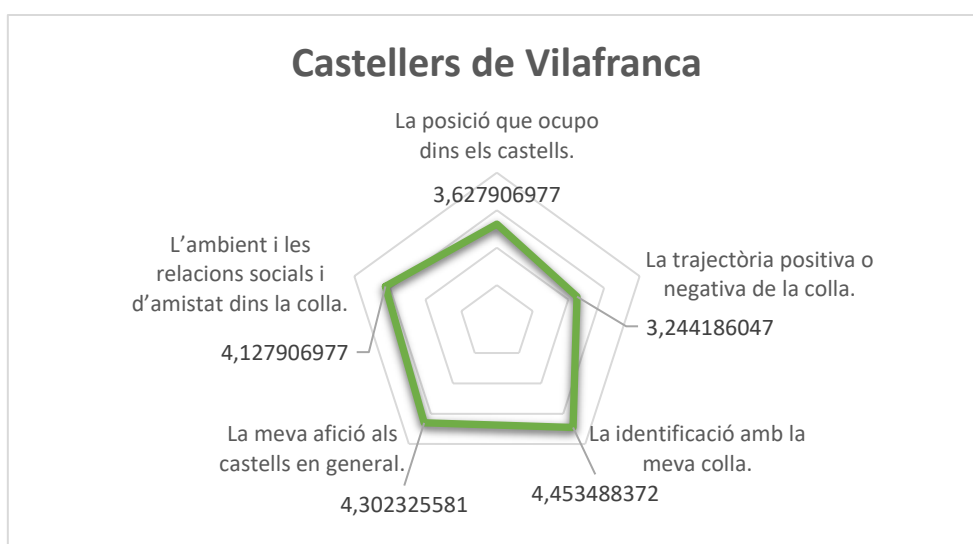 Castellers de Vilafranca
La posició que ocupo
dins els castells.
3,627906977
La trajectòria positiva o
negativa de la colla.
3,244186047
La identificació amb la
meva colla.
4,453488372
La meva afició als
castells en general.
4,302325581
L’ambient i les
relacions socials i
d’amistat dins la colla.
4,127906977